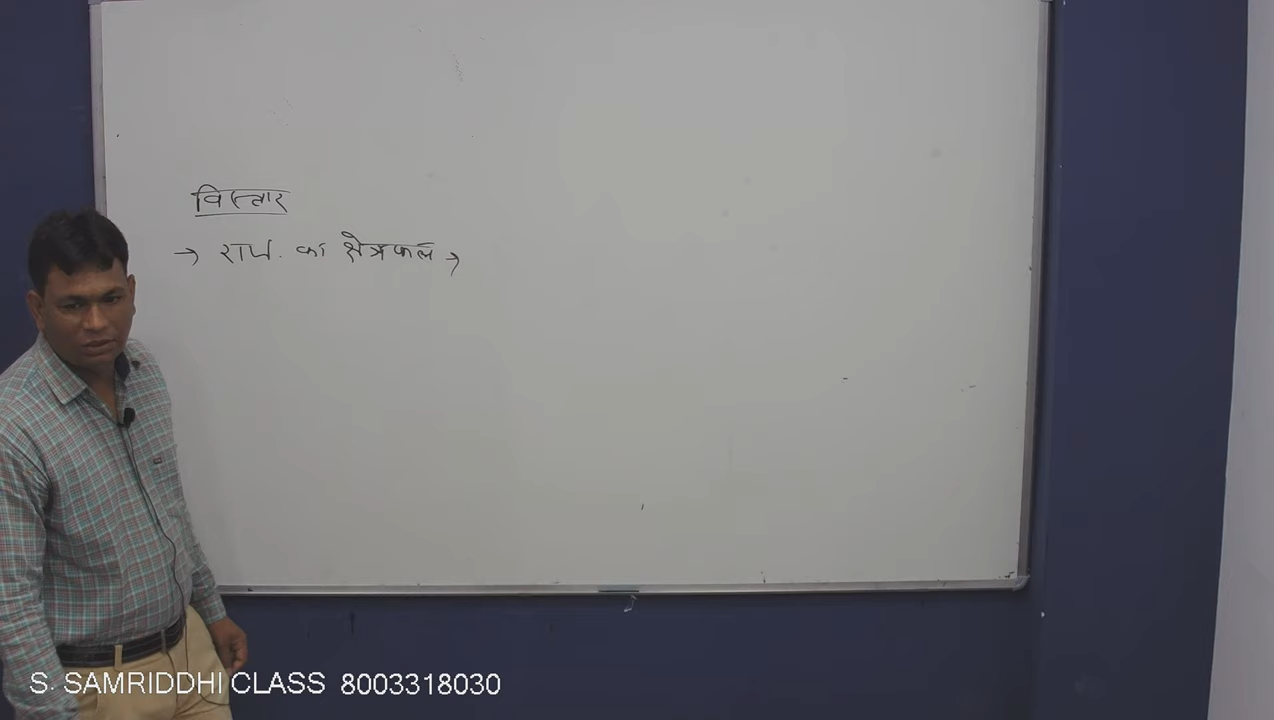 विस्तार
→ राज. का क्षेत्रफल →
S. SAMRIDDHI CLASS 8003318030